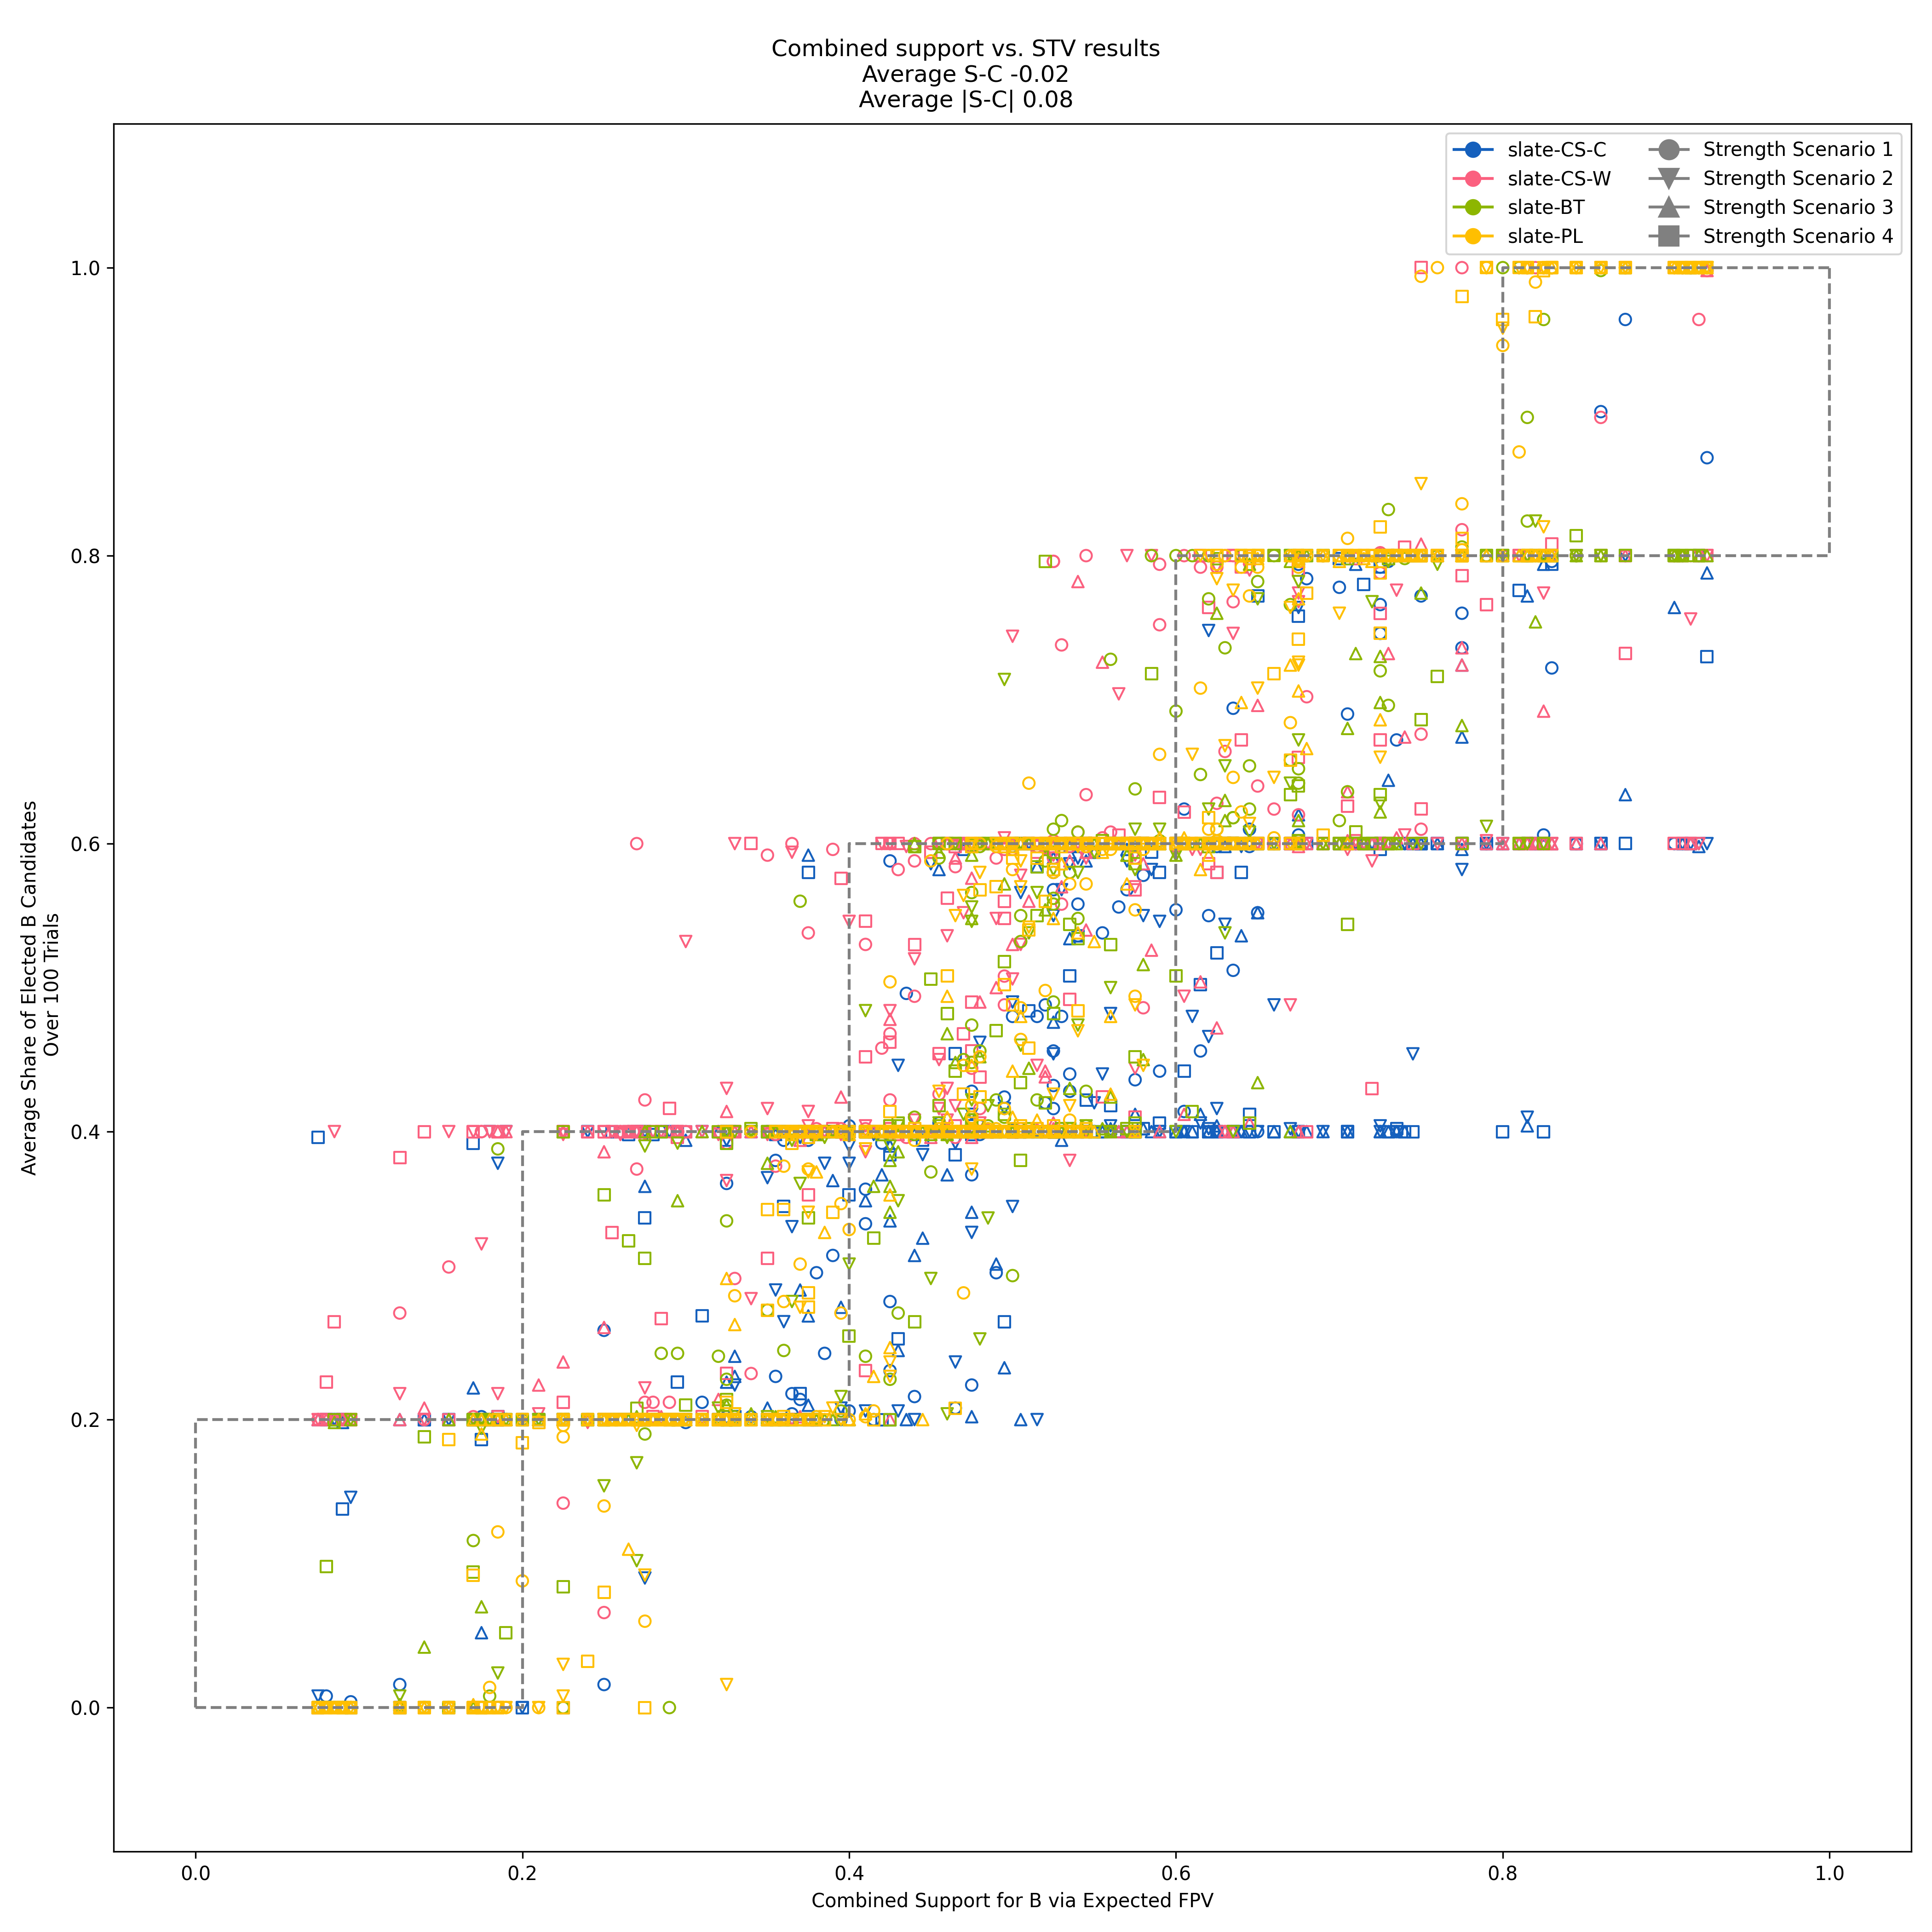 Combined support vs. STV results
Average S-C -0.02
Average |S-C| 0.08
slate-CS-C
slate-CS-W
slate-BT
slate-PL
Strength Scenario 1
Strength Scenario 2
Strength Scenario 3
Strength Scenario 4
Average Share of Elected B Candidates
Over 100 Trials
1.0
0.8
0.6
0.4
0.2
0.0
0.0
0.2
0.4
0.6
0.8
1.0
Combined Support for B via Expected FPV